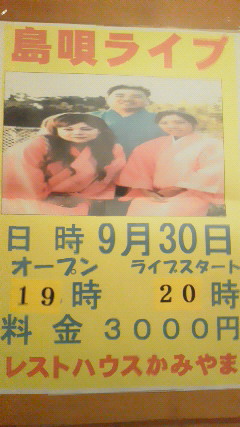 島唄ライブ
日時 9月30日
オープン ライブスタート
19時 20時
料金 3000円
レストハウスかみやま